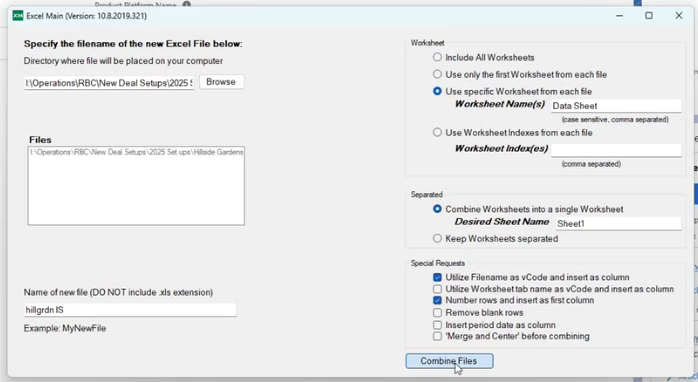 Product Platform Name
Excel Main (Version: 10.8.2019.321)
Specify the filename of the new Excel File below:
Directory where file will be placed on your computer
I:\Operations\RBC\New Deal Setups\2025 S
Browse
Files
I:\Operations\RBC\New Deal Setups\2025 Set ups\Hillside Gardens
Name of new file (DO NOT include .xls extension)
hillgrdn IS
Example: MyNewFile
Worksheet
Include All Worksheets
Use only the first Worksheet from each file
Use specific Worksheet from each file
Worksheet Name(s) Data Sheet
(case sensitive, comma separated)
Use Worksheet Indexes from each file
Worksheet Index(es)
(comma separated)
Separated
Combine Worksheets into a single Worksheet
Desired Sheet Name Sheet1
Keep Worksheets separated
Special Requests
Utilize Filename as vCode and insert as column
Utilize Worksheet tab name as vCode and insert as column
Number rows and insert as first column
Remove blank rows
Insert period date as column
'Merge and Center' before combining
Combine Files